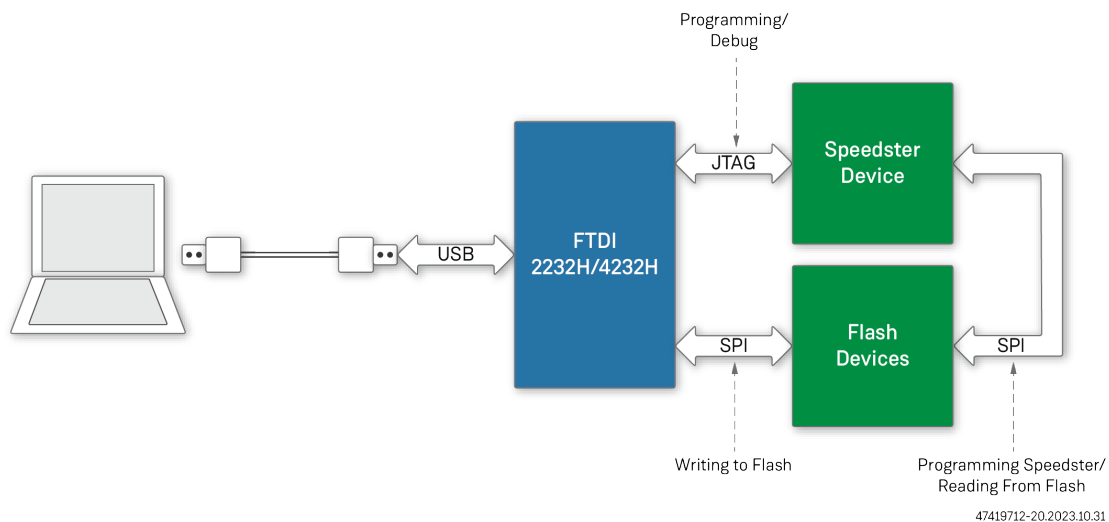 Programming/
Debug
JTAG
Speedster
Device
USB
FTDI
2232H/4232H
SPI
Flash
Devices
SPI
Writing to Flash
Programming Speedster/
Reading From Flash
47419712-20.2023.10.31